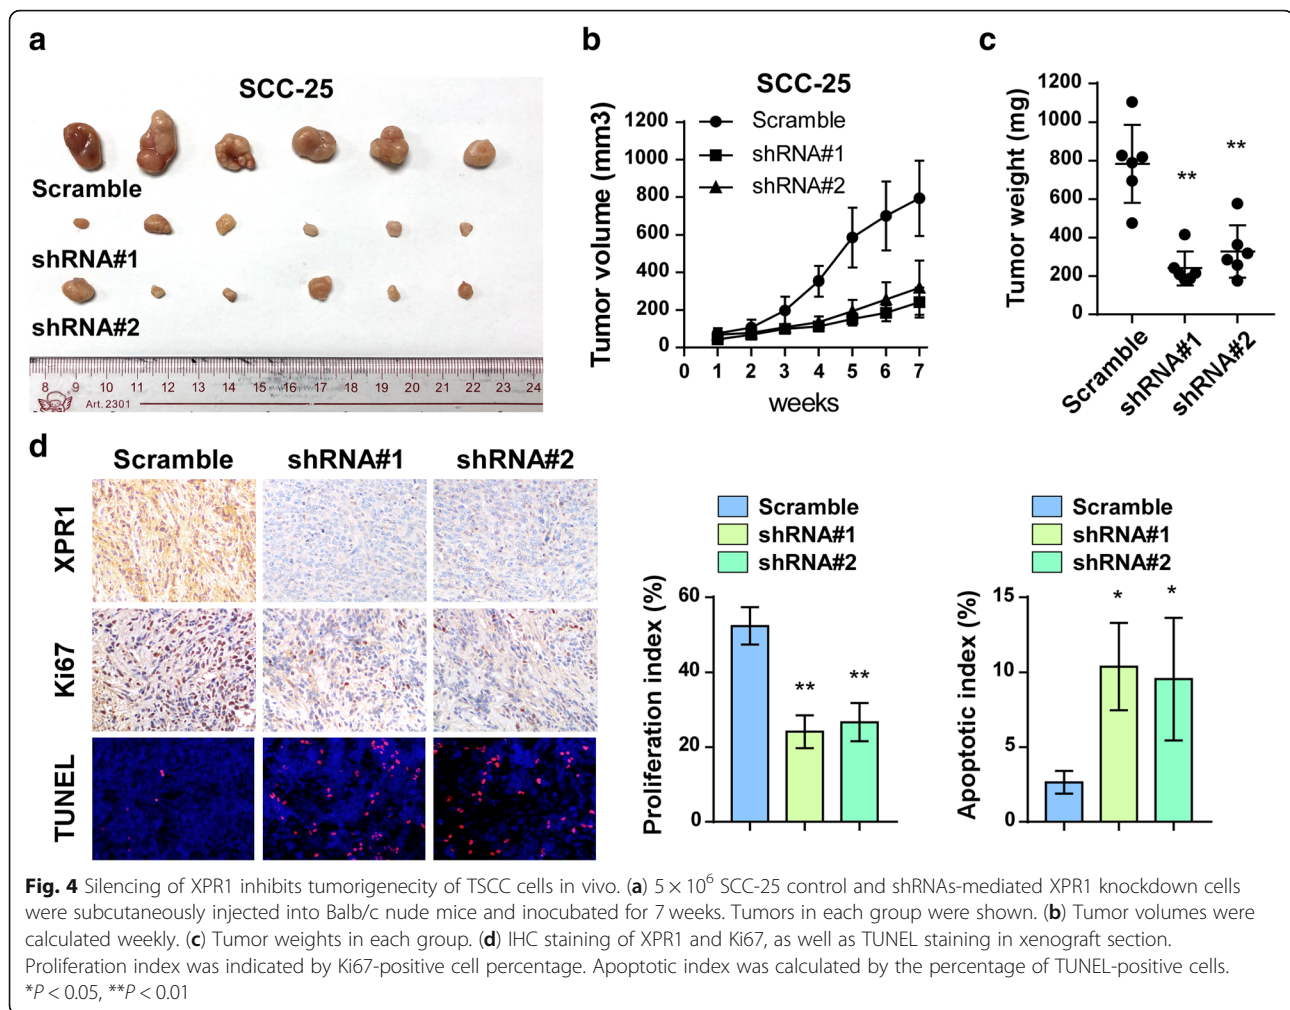 a
SCC-25
Scramble
shRNA#1
shRNA#2
8 9 10 11 12 13 14 15 16 17 18 19 20 21 22 23 24
Art. 2301
b
SCC-25
Scramble
shRNA#1
shRNA#2
Tumor volume (mm3)
1200
1000
800
600
400
200
0
0 1 2 3 4 5 6 7
weeks
c
Tumor weight (mg)
1200
1000
800
600
400
200
0
**
**
Scramble
shRNA#1
shRNA#2
d
Scramble shRNA#1 shRNA#2
XPR1
Ki67
TUNEL
Scramble
shRNA#1
shRNA#2
Proliferation index (%)
60
40
20
0
**
**
Scramble
shRNA#1
shRNA#2
Apoptotic index (%)
15
10
5
0
*
*
Fig. 4 Silencing of XPR1 inhibits tumorigenecity of TSCC cells in vivo. (a) 5 × 10⁶ SCC-25 control and shRNAs-mediated XPR1 knockdown cells
were subcutaneously injected into Balb/c nude mice and inocubated for 7 weeks. Tumors in each group were shown. (b) Tumor volumes were
calculated weekly. (c) Tumor weights in each group. (d) IHC staining of XPR1 and Ki67, as well as TUNEL staining in xenograft section.
Proliferation index was indicated by Ki67-positive cell percentage. Apoptotic index was calculated by the percentage of TUNEL-positive cells.
*P < 0.05, **P < 0.01